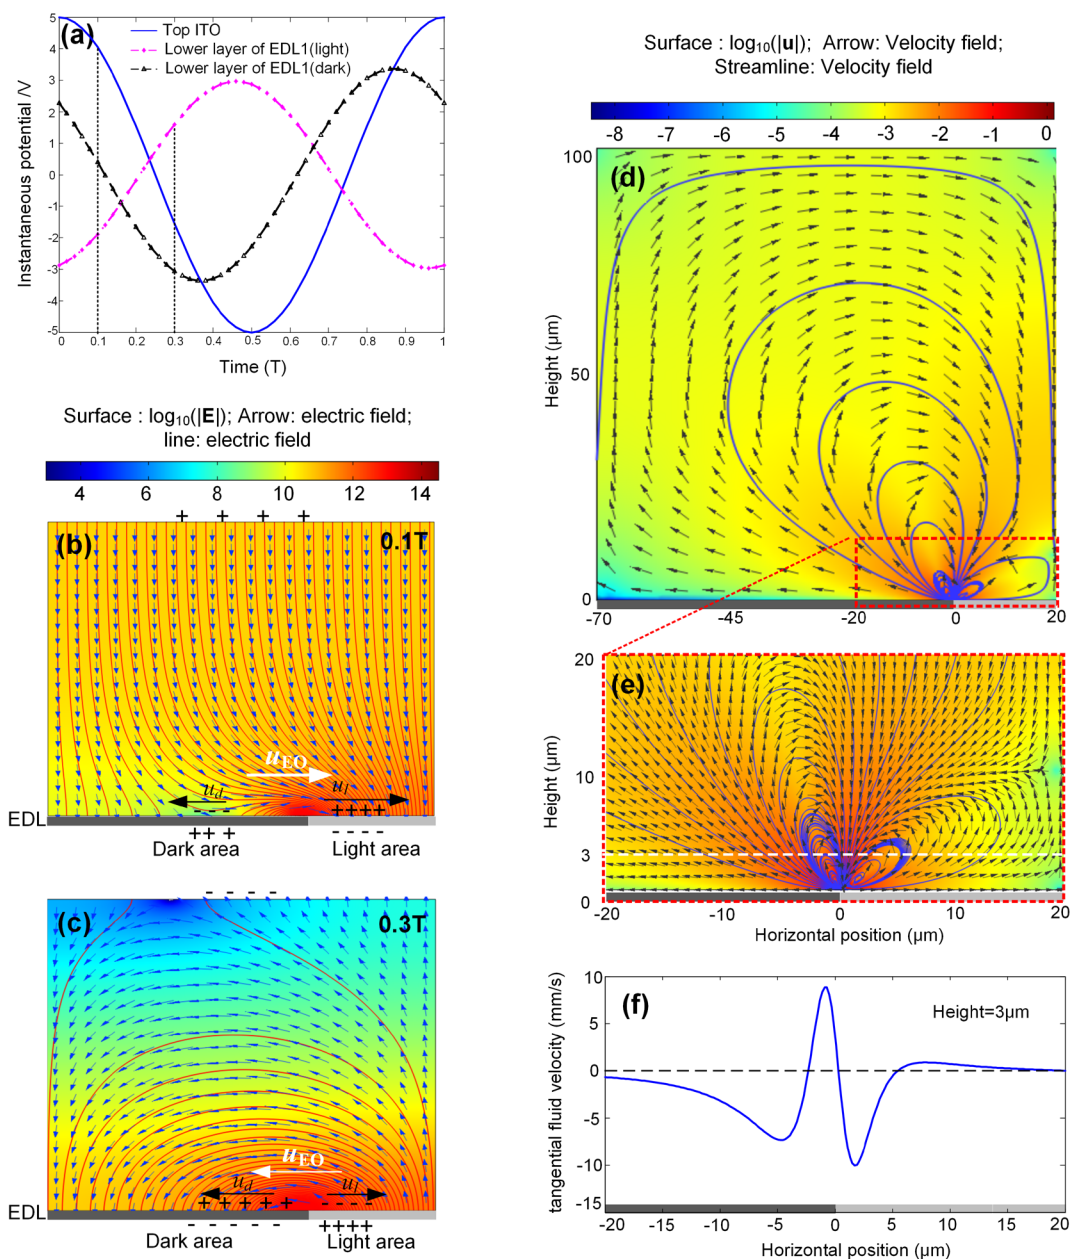 (a)
Top ITO
Lower layer of EDL1(light)
Lower layer of EDL1(dark)
Instantaneous potential /V
5
4
3
2
1
0
-1
-2
-3
-4
-5
0 0.1 0.2 0.3 0.4 0.5 0.6 0.7 0.8 0.9 1
Time (T)
Surface : log10(|E|); Arrow: electric field;
line: electric field
4 6 8 10 12 14
+ + + +
(b)
0.1T
uEO
ud
ul
- -
++++
EDL
++ +
- - - -
Dark area
Light area
- - - -
(c)
0.3T
uEO
ud
ul
+++++
- - - -
EDL
- - - - -
++++
Dark area
Light area
Surface : log10(|u|); Arrow: Velocity field;
Streamline: Velocity field
-8 -7 -6 -5 -4 -3 -2 -1 0
(d)
Height (μm)
100
50
0
-70 -45 -20 0 20
(e)
Height (μm)
20
10
3
0
-20 -10 0 10 20
Horizontal position (μm)
(f)
Height=3μm
tangential fluid velocity (mm/s)
10
5
0
-5
-10
-15
-20 -15 -10 -5 0 5 10 15 20
Horizontal position (μm)